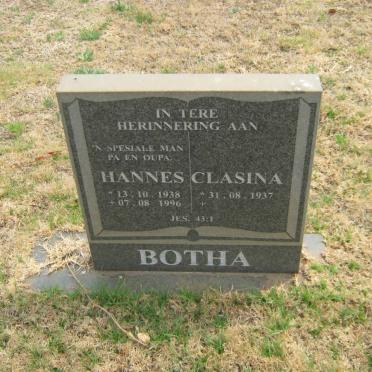 IN TERE
HERINNERING AAN
'N SPESIALE MAN
PA EN OUPA.
HANNES CLASINA
* 13.10.1938 * 31.08.1937
+ 07.08.1996 +
JES. 43:1
BOTHA